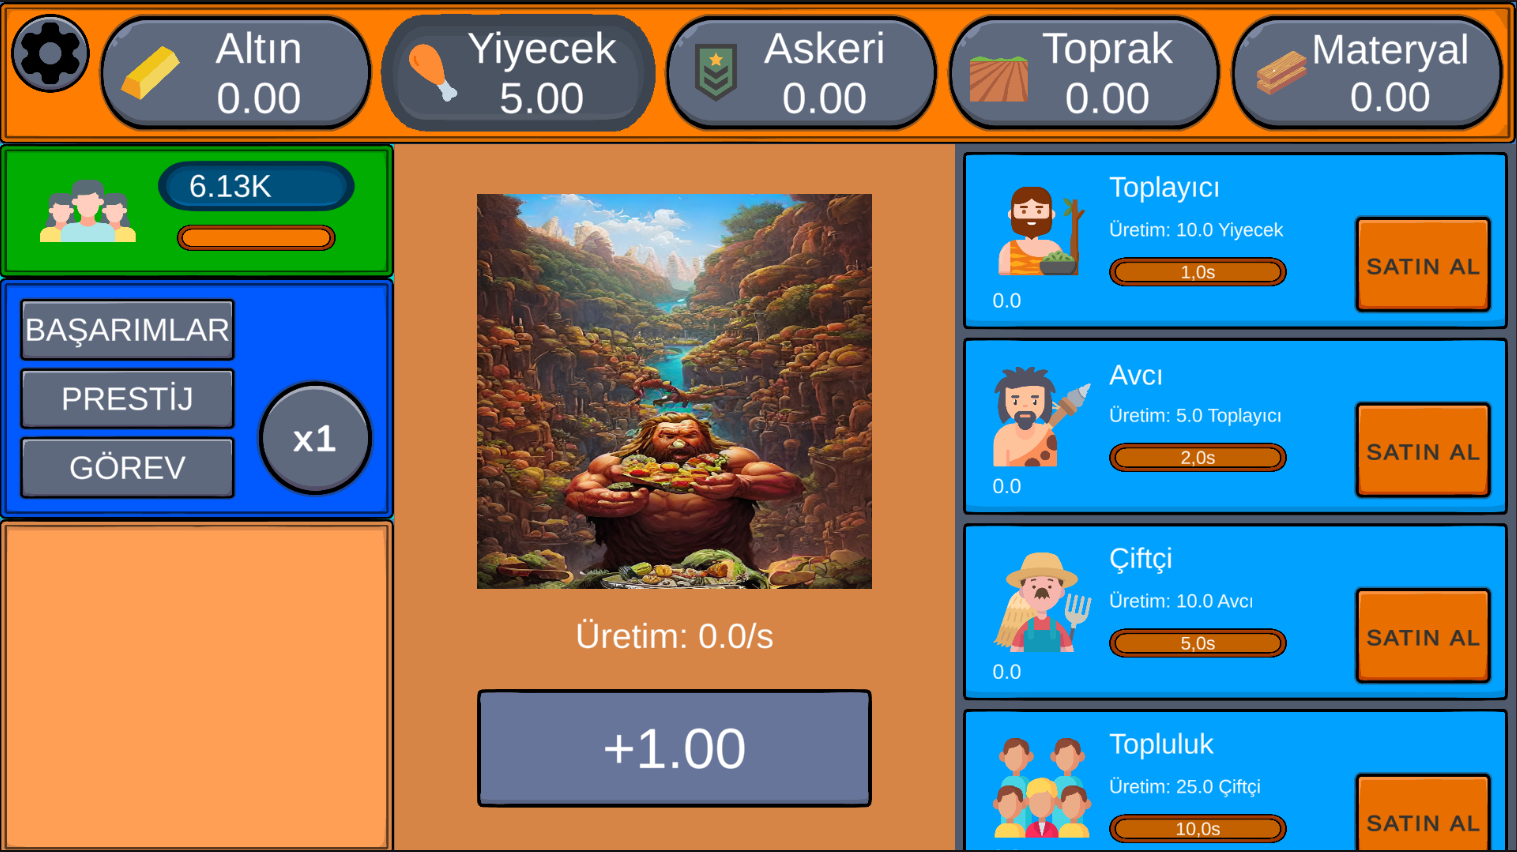 Altın
0.00
Yiyecek
5.00
Askeri
0.00
Toprak
0.00
Materyal
0.00
6.13K
BAŞARIMLAR
PRESTİJ
GÖREV
x1
Üretim: 0.0/s
+1.00
Toplayıcı
Üretim: 10.0 Yiyecek
1,0s
0.0
SATIN AL
Avcı
Üretim: 5.0 Toplayıcı
2,0s
0.0
SATIN AL
Çiftçi
Üretim: 10.0 Avcı
5,0s
0.0
SATIN AL
Topluluk
Üretim: 25.0 Çiftçi
10,0s
SATIN AL